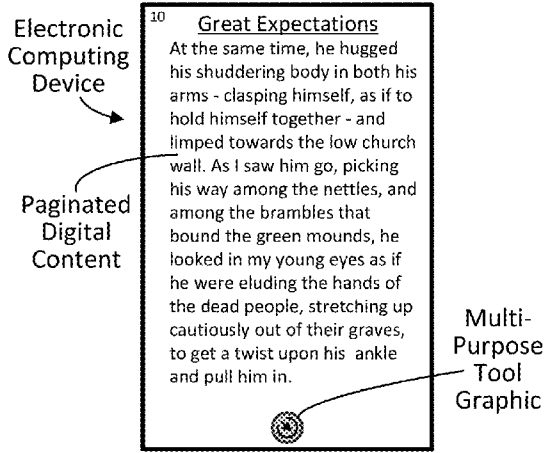 Electronic
Computing
Device
Paginated
Digital
Content
10
Great Expectations
At the same time, he hugged
his shuddering body in both his
arms - clasping himself, as if to
hold himself together - and
limped towards the low church
wall. As I saw him go, picking
his way among the nettles, and
among the brambles that
bound the green mounds, he
looked in my young eyes as if
he were eluding the hands of
the dead people, stretching up
cautiously out of their graves,
to get a twist upon his ankle
and pull him in.
Multi-
Purpose
Tool
Graphic